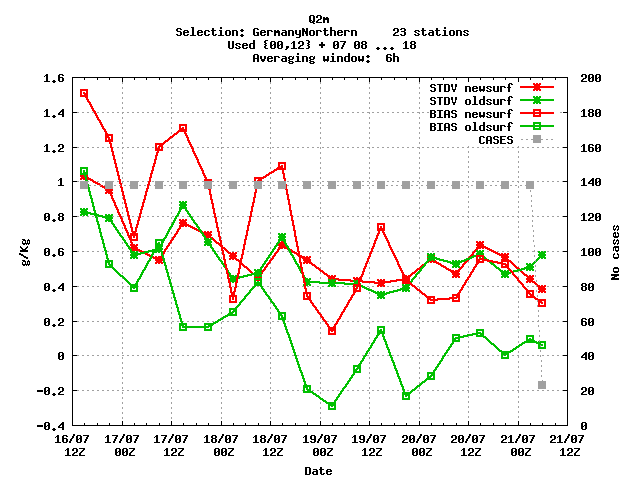 Q2m
Selection: GermanyNorthern 23 stations
Used {00,12} + 07 08 ... 18
Averaging window: 6h
STDV newsurf
STDV oldsurf
BIAS newsurf
BIAS oldsurf
CASES
1.6
1.4
1.2
1
0.8
0.6
0.4
0.2
0
-0.2
-0.4
g/Kg
200
180
160
140
120
100
80
60
40
20
0
No cases
16/07 17/07 17/07 18/07 18/07 19/07 19/07 20/07 20/07 21/07 21/07
12Z 00Z 12Z 00Z 12Z 00Z 12Z 00Z 12Z 00Z 12Z
Date